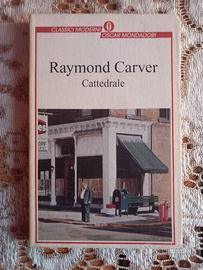 CLASSICI MODERNI
OSCAR MONDADORI
Raymond Carver
Cattedrale